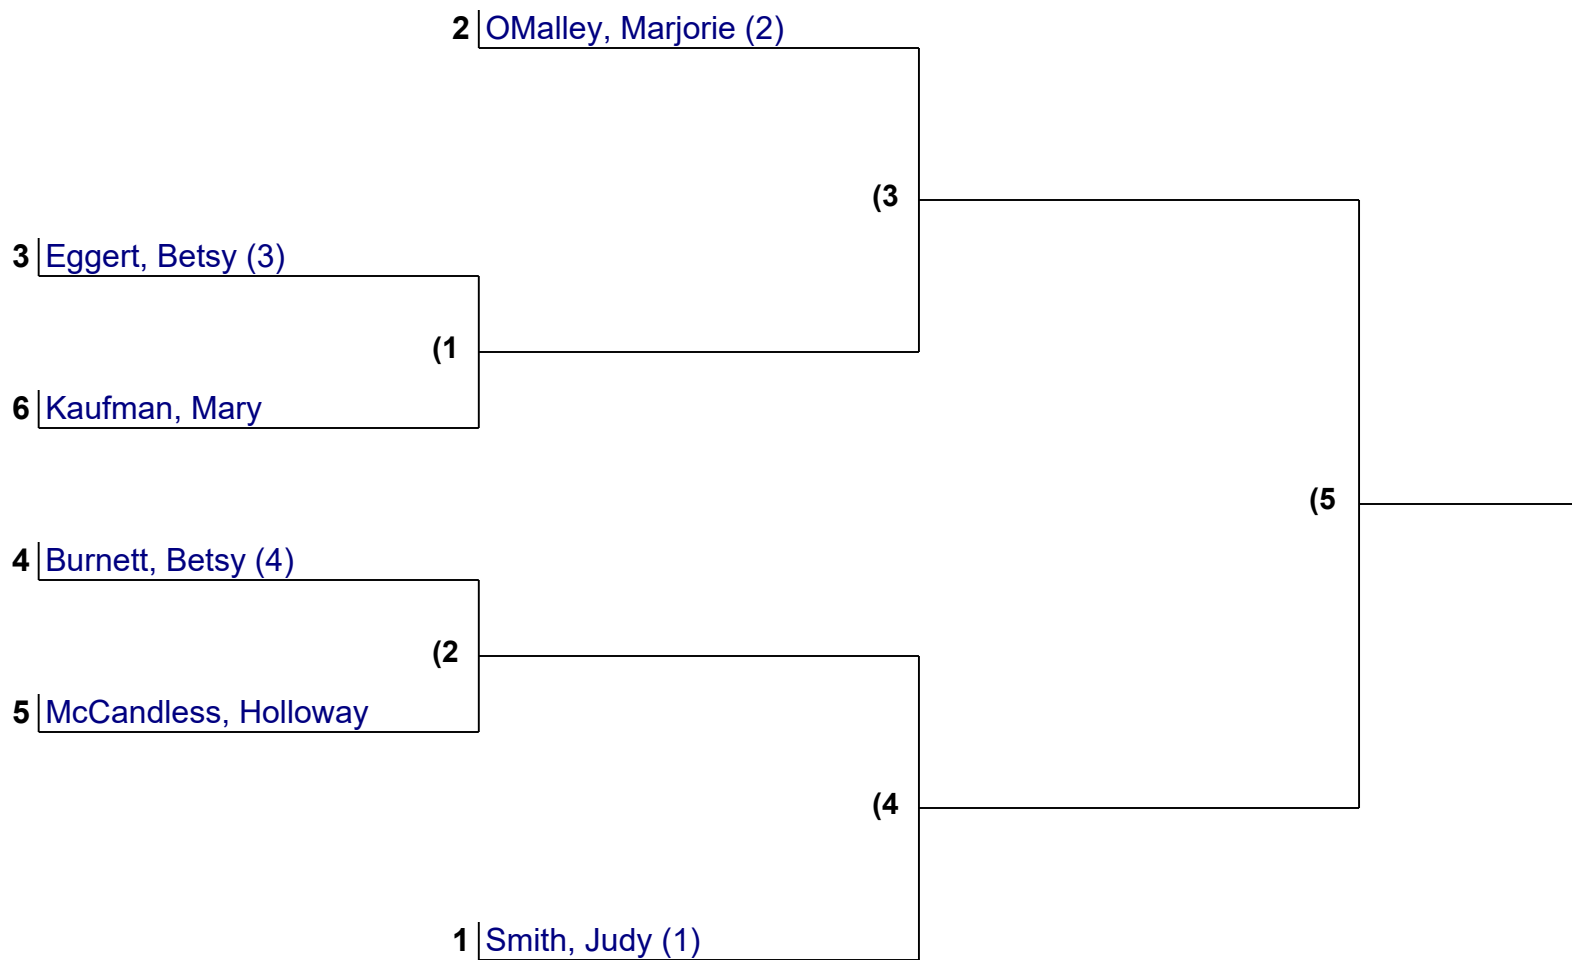 2 OMalley, Marjorie (2)
(3
3 Eggert, Betsy (3)
(1
6 Kaufman, Mary
(5
4 Burnett, Betsy (4)
(2
5 McCandless, Holloway
(4
1 Smith, Judy (1)